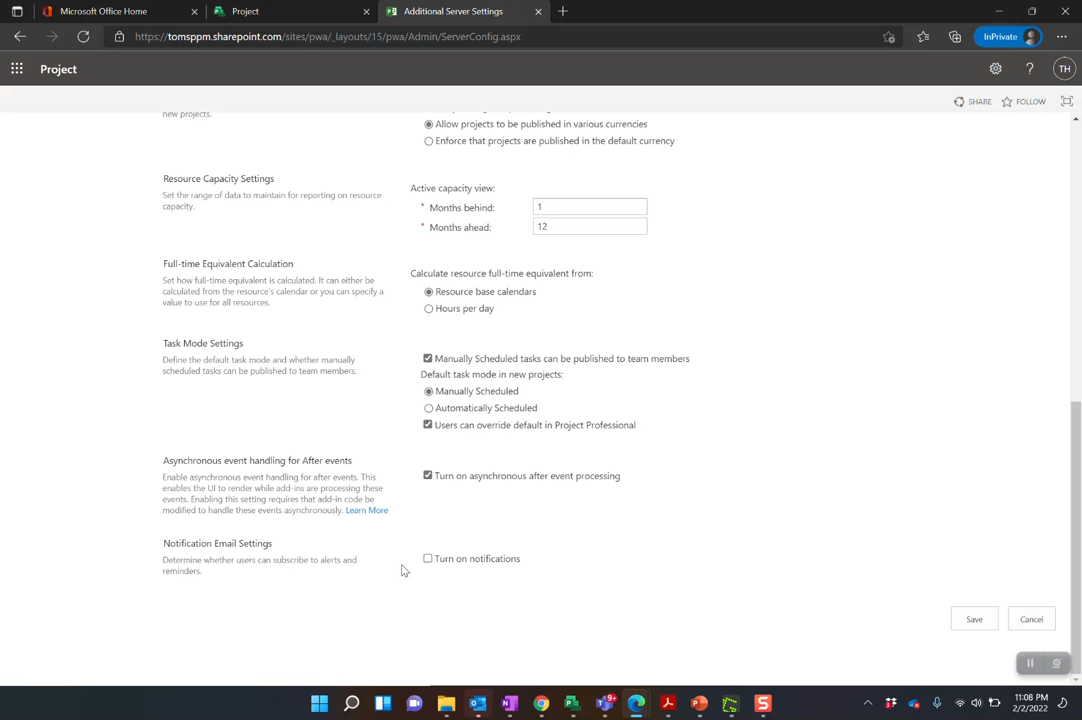 Microsoft Office Home
Project
Additional Server Settings
https://tomsppm.sharepoint.com/sites/pwa/_layouts/15/pwa/Admin/ServerConfig.aspx
InPrivate
Project
TH
SHARE
FOLLOW
new projects.
Allow projects to be published in various currencies
Enforce that projects are published in the default currency
Resource Capacity Settings
Set the range of data to maintain for reporting on resource
capacity.
Active capacity view:
* Months behind:
1
* Months ahead:
12
Full-time Equivalent Calculation
Set how full-time equivalent is calculated. It can either be
calculated from the resource's calendar or you can specify a
value to use for all resources.
Calculate resource full-time equivalent from:
Resource base calendars
Hours per day
Task Mode Settings
Define the default task mode and whether manually
scheduled tasks can be published to team members.
Manually Scheduled tasks can be published to team members
Default task mode in new projects:
Manually Scheduled
Automatically Scheduled
Users can override default in Project Professional
Asynchronous event handling for After events
Enable asynchronous event handling for after events. This
enables the UI to render while add-ins are processing these
events. Enabling this setting requires that add-in code be
modified to handle these events asynchronously. Learn More
Turn on asynchronous after event processing
Notification Email Settings
Determine whether users can subscribe to alerts and
reminders.
Turn on notifications
Save
Cancel
9+
11:08 PM
2/2/2022